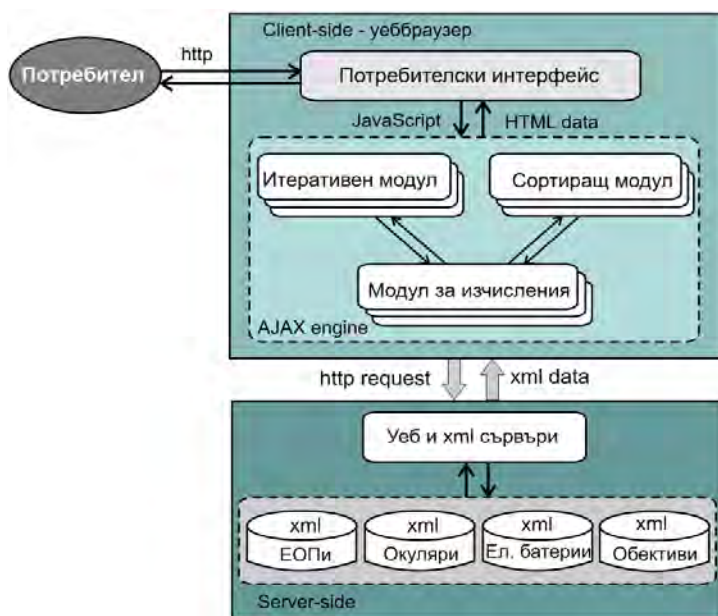 Client-side - уеббраузер
Потребител
http
Потребителски интерфейс
JavaScript
HTML data
Итеративен модул
Сортиращ модул
Модул за изчисления
AJAX engine
http request
xml data
Уеб и xml сървъри
xml
ЕОПи
xml
Окуляри
xml
Ел. батерии
xml
Обективи
Server-side